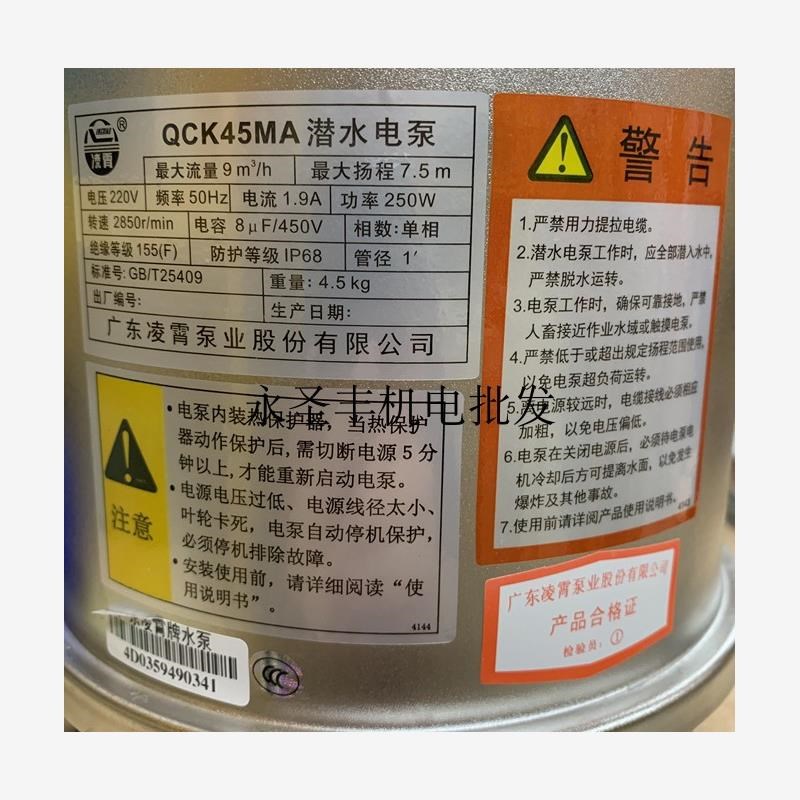 LINGXIAO
凌霄
®
QCK45MA 潜水电泵
最大流量 9 m³/h 最大扬程 7.5 m
电压 220V 频率 50Hz 电流 1.9A 功率 250W
转速 2850r/min 电容 8μF/450V 相数:单相
绝缘等级 155(F) 防护等级 IP68 管径 1′
标准号: GB/T25409 重量: 4.5 kg
出厂编号: 生产日期:
广东凌霄泵业股份有限公司
警告
1.严禁用力提拉电缆。
2.潜水电泵工作时，应全部潜入水中，
严禁脱水运转。
3.电泵工作时，确保可靠接地，严禁
人畜接近作业水域或触摸电泵。
4.严禁低于或超出规定扬程范围使用，
以免电泵超负荷运转。
5.离电源较远时，电缆接线必须相应
加粗，以免电压偏低。
6.电泵在关闭电源后，必须待电泵电
机冷却后方可提离水面，以免发生
爆炸及其他事故。
7.使用前请详阅产品使用说明书。
4143
永圣丰机电批发
注意
•电泵内装热保护器，当热保护
器动作保护后，需切断电源 5 分
钟以上，才能重新启动电泵。
•电源电压过低、电源线径太小、
叶轮卡死，电泵自动停机保护，
必须停机排除故障。
•安装使用前，请详细阅读“使
用说明书”。
4144
东凌霄牌水泵
4D0359490341
CCC
广东凌霄泵业股份有限公司
产品合格证
检验员: ①